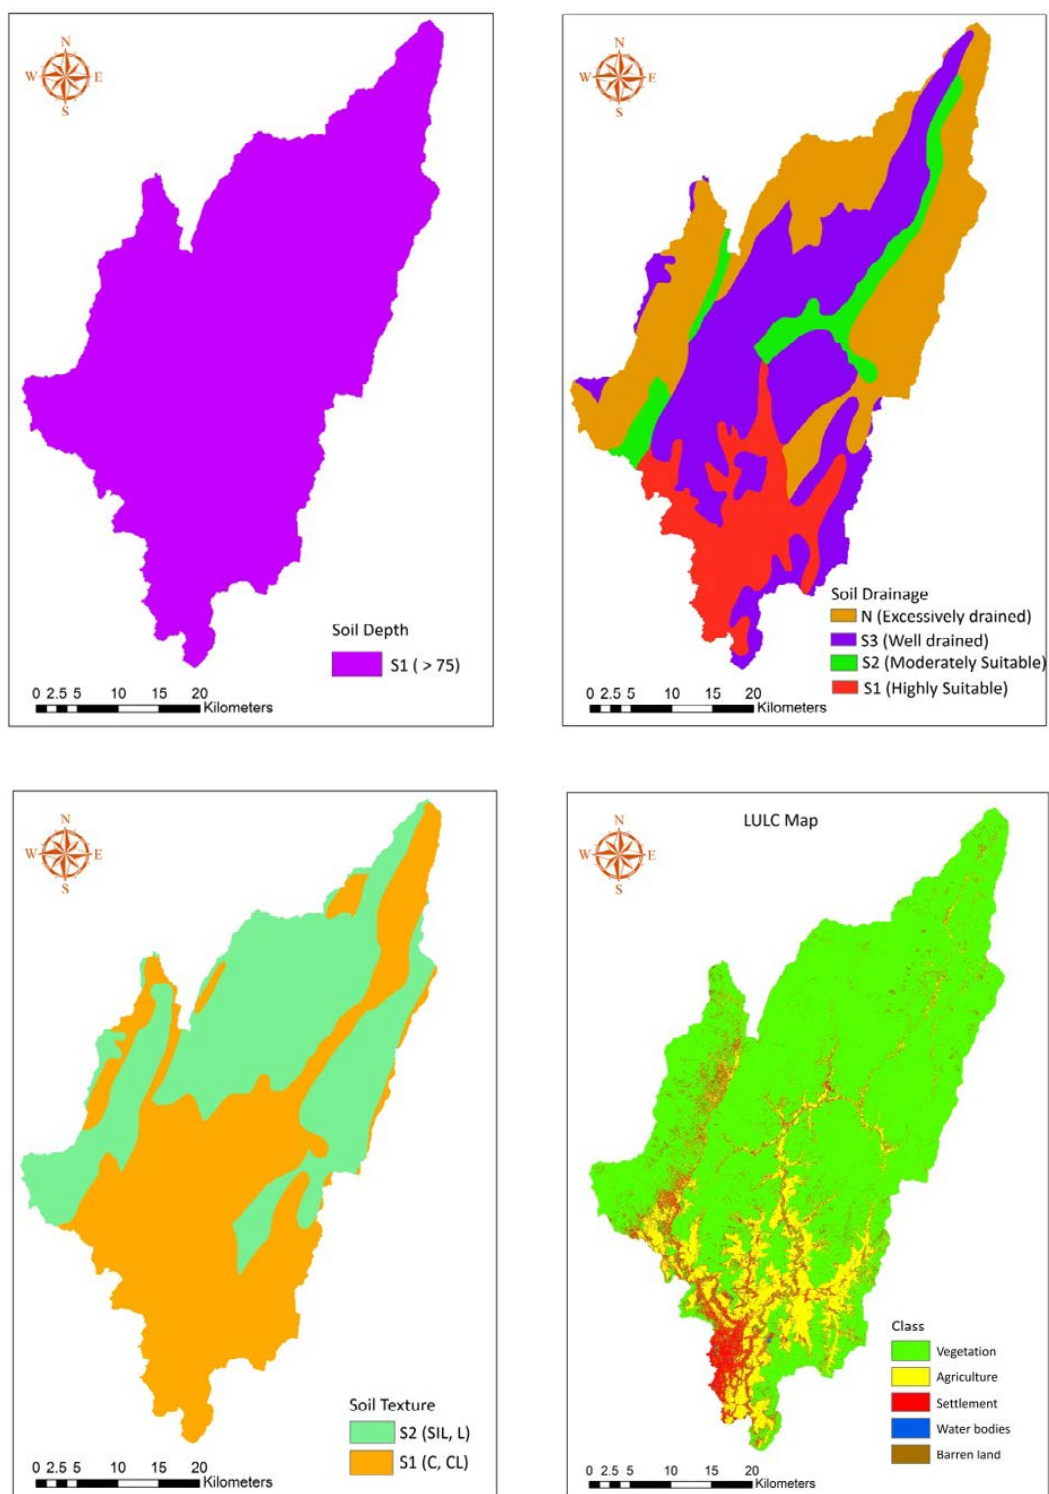 N
W E
S
Soil Depth
S1 ( > 75)
0 2.5 5 10 15 20
Kilometers
N
W E
S
Soil Drainage
N (Excessively drained)
S3 (Well drained)
S2 (Moderately Suitable)
S1 (Highly Suitable)
0 2.5 5 10 15 20
Kilometers
N
W E
S
Soil Texture
S2 (SIL, L)
S1 (C, CL)
0 2.5 5 10 15 20
Kilometers
LULC Map
N
W E
S
Class
Vegetation
Agriculture
Settlement
Water bodies
Barren land
0 2.5 5 10 15 20
Kilometers